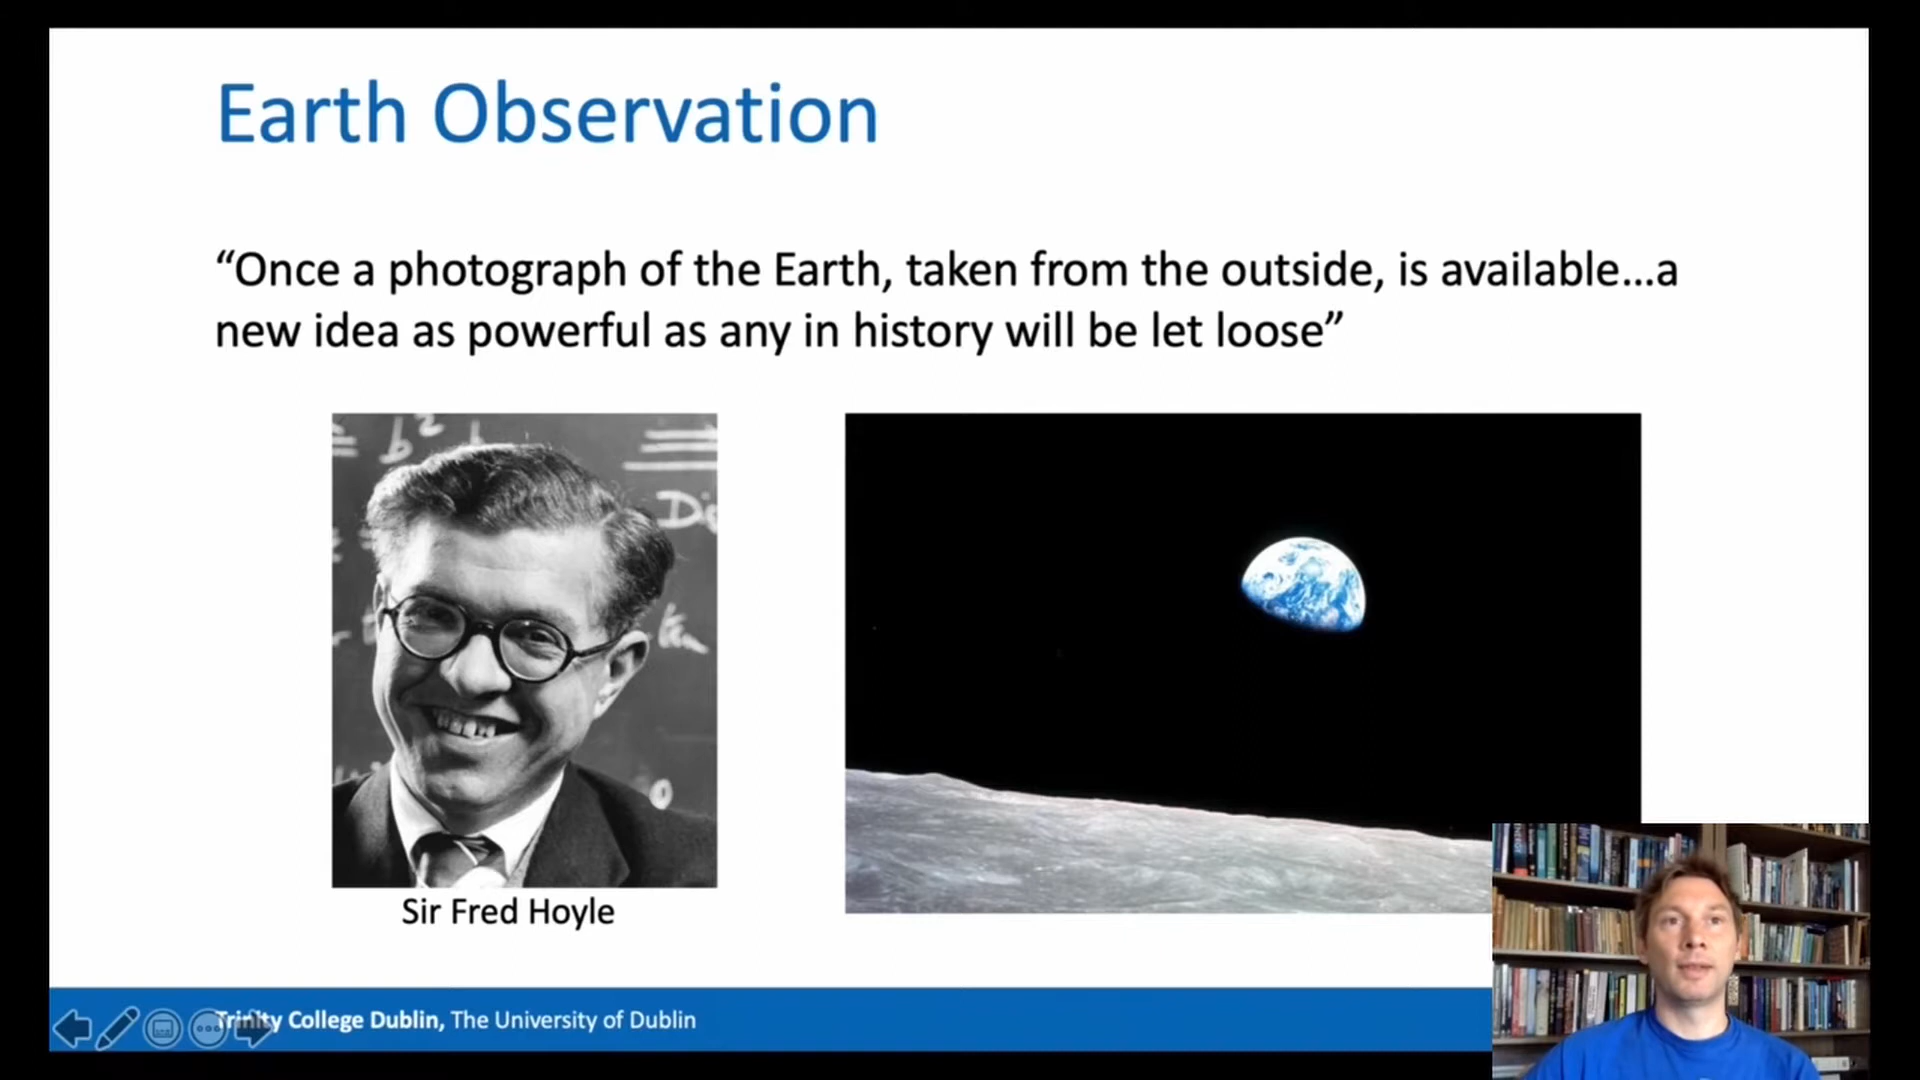 Earth Observation
“Once a photograph of the Earth, taken from the outside, is available...a
new idea as powerful as any in history will be let loose”
b²
Sir Fred Hoyle
Trinity College Dublin, The University of Dublin